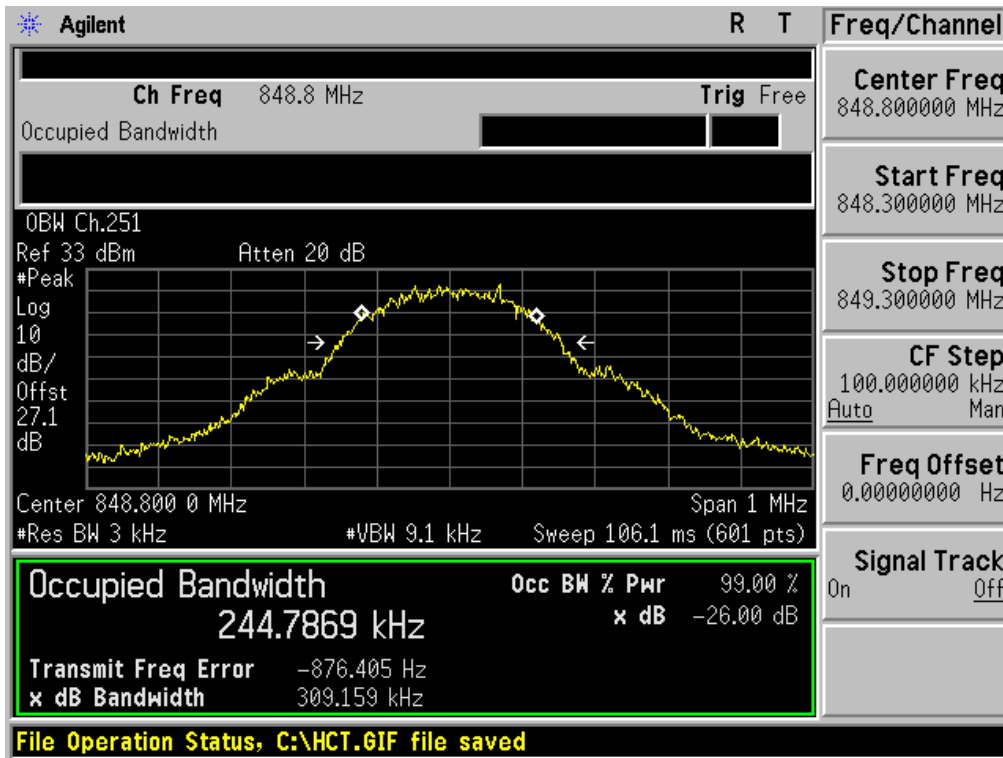 Agilent R T
Ch Freq 848.8 MHz Trig Free
Occupied Bandwidth
OBW Ch.251
Ref 33 dBm Atten 20 dB
#Peak
Log
10
dB/
Offst
27.1
dB
Center 848.800 0 MHz Span 1 MHz
#Res BW 3 kHz #VBW 9.1 kHz Sweep 106.1 ms (601 pts)
Occupied Bandwidth
244.7869 kHz
Occ BW % Pwr 99.00 %
x dB -26.00 dB
Transmit Freq Error -876.405 Hz
x dB Bandwidth 309.159 kHz
File Operation Status, C:\HCT.GIF file saved
Freq/Channel
Center Freq
848.800000 MHz
Start Freq
848.300000 MHz
Stop Freq
849.300000 MHz
CF Step
100.000000 kHz
Auto Man
Freq Offset
0.00000000 Hz
Signal Track
On Off